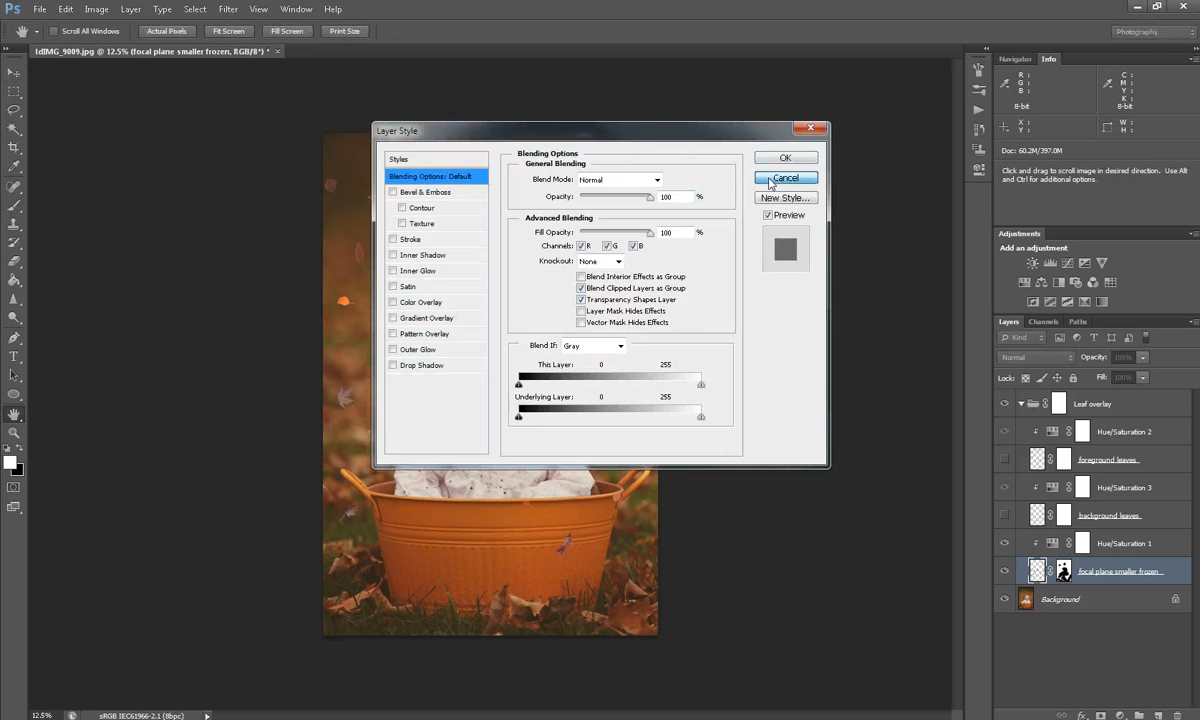 Ps File Edit Image Layer Type Select Filter View Window Help
Scroll All Windows Actual Pixels Fit Screen Fill Screen Print Size Photography
tdIMG_9009.jpg @ 12.5% (focal plane smaller frozen, RGB/8*) * ×
Navigator Info
R : C :
G : M :
B : Y :
K :
8-bit 8-bit
X : W :
Y : H :
Doc: 60.2M/397.0M
Click and drag to scroll image in desired direction. Use Alt
and Ctrl for additional options.
Adjustments
Add an adjustment
Layers Channels Paths
Kind
Normal Opacity: 100%
Lock: Fill: 100%
Leaf overlay
Hue/Saturation 2
foreground leaves
Hue/Saturation 3
background leaves
Hue/Saturation 1
focal plane smaller frozen
Background
Layer Style
Styles
Blending Options: Default
Bevel & Emboss
Contour
Texture
Stroke
Inner Shadow
Inner Glow
Satin
Color Overlay
Gradient Overlay
Pattern Overlay
Outer Glow
Drop Shadow
Blending Options
General Blending
Blend Mode: Normal
Opacity: 100 %
Advanced Blending
Fill Opacity: 100 %
Channels: R G B
Knockout: None
Blend Interior Effects as Group
Blend Clipped Layers as Group
Transparency Shapes Layer
Layer Mask Hides Effects
Vector Mask Hides Effects
Blend If: Gray
This Layer: 0 255
Underlying Layer: 0 255
OK
Cancel
New Style...
Preview
12.5% sRGB IEC61966-2.1 (8bpc)
fx